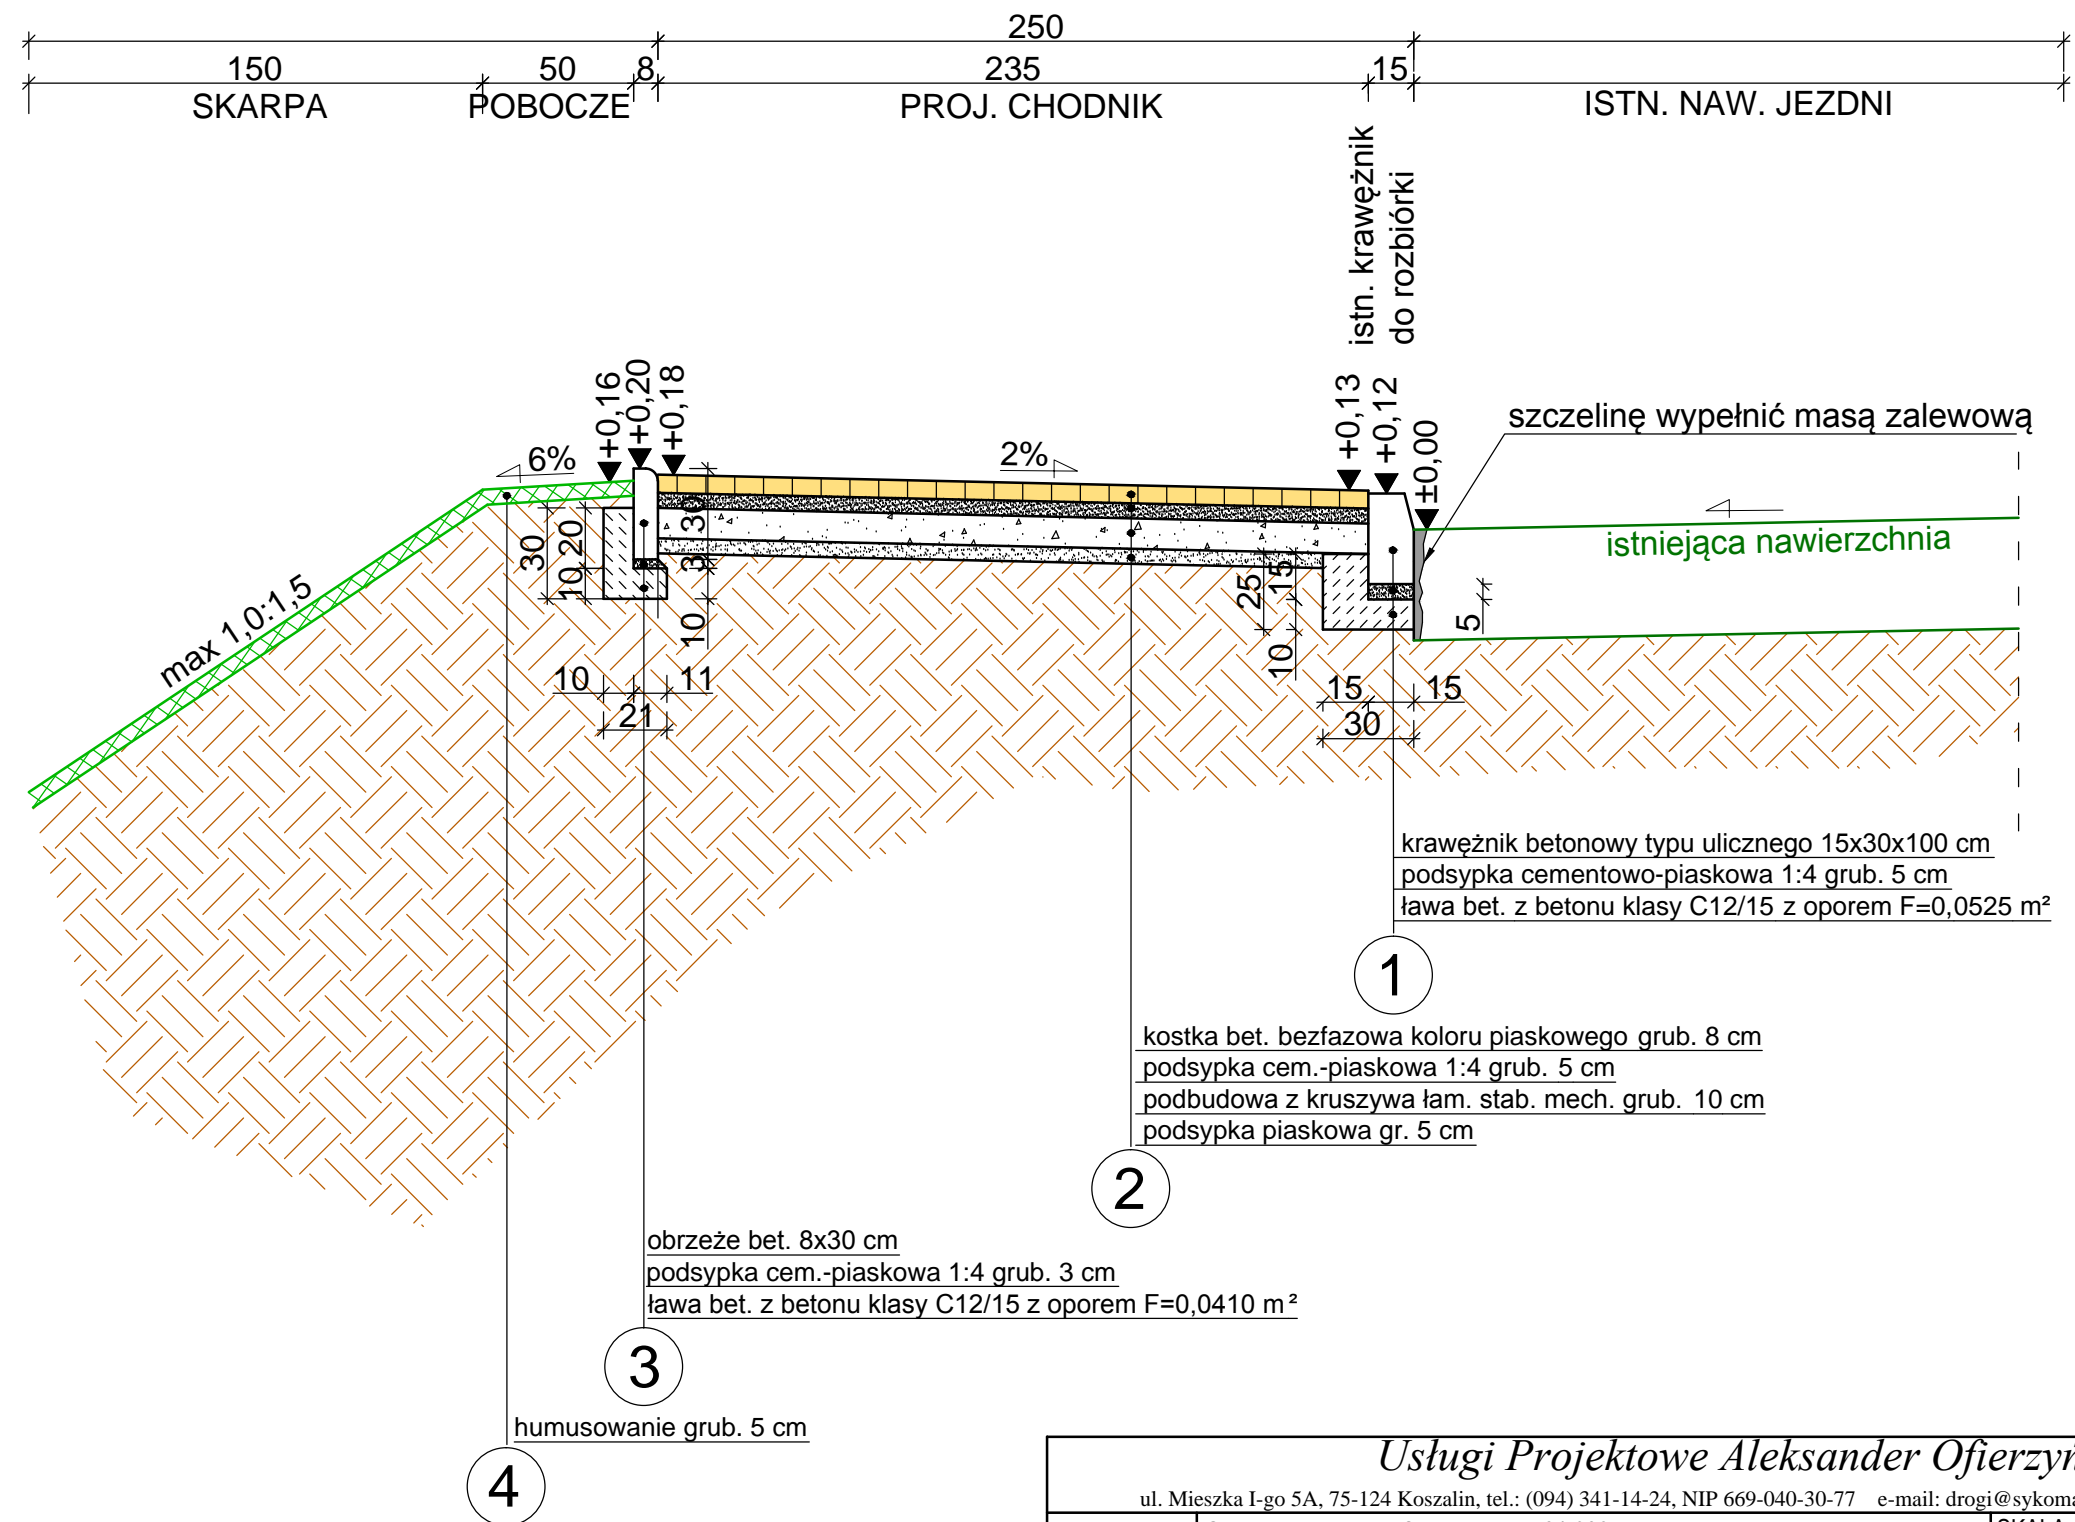 250
150 50 8 235 15
SKARPA POBOCZE PROJ. CHODNIK ISTN. NAW. JEZDNI
istn. krawężnik
do rozbiórki
+0,16
+0,20
+0,18
+0,13
+0,12
±0,00
szczelinę wypełnić masą zalewową
6%
2%
istniejąca nawierzchnia
max 1,0:1,5
30
20
10
30
3
10
25
15
10
5
10 11
21
15 15
30
krawężnik betonowy typu ulicznego 15x30x100 cm
podsypka cementowo-piaskowa 1:4 grub. 5 cm
ława bet. z betonu klasy C12/15 z oporem F=0,0525 m²
1
kostka bet. bezfazowa koloru piaskowego grub. 8 cm
podsypka cem.-piaskowa 1:4 grub. 5 cm
podbudowa z kruszywa łam. stab. mech. grub. 10 cm
podsypka piaskowa gr. 5 cm
2
obrzeże bet. 8x30 cm
podsypka cem.-piaskowa 1:4 grub. 3 cm
ława bet. z betonu klasy C12/15 z oporem F=0,0410 m²
3
humusowanie grub. 5 cm
4
Usługi Projektowe Aleksander Ofierzyń
ul. Mieszka I-go 5A, 75-124 Koszalin, tel.: (094) 341-14-24, NIP 669-040-30-77 e-mail: drogi@sykoma